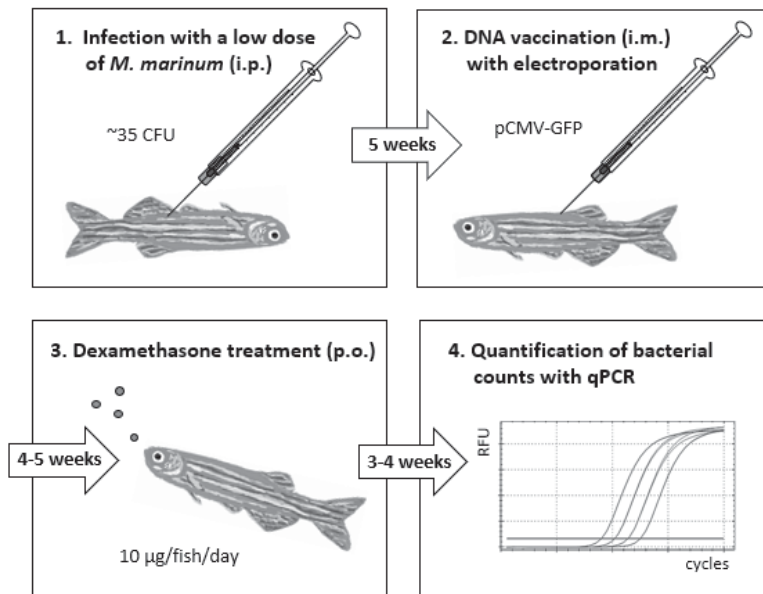 1. Infection with a low dose
of M. marinum (i.p.)
~35 CFU
5 weeks
2. DNA vaccination (i.m.)
with electroporation
pCMV-GFP
4-5 weeks
3. Dexamethasone treatment (p.o.)
10 µg/fish/day
3-4 weeks
4. Quantification of bacterial
counts with qPCR
RFU
cycles